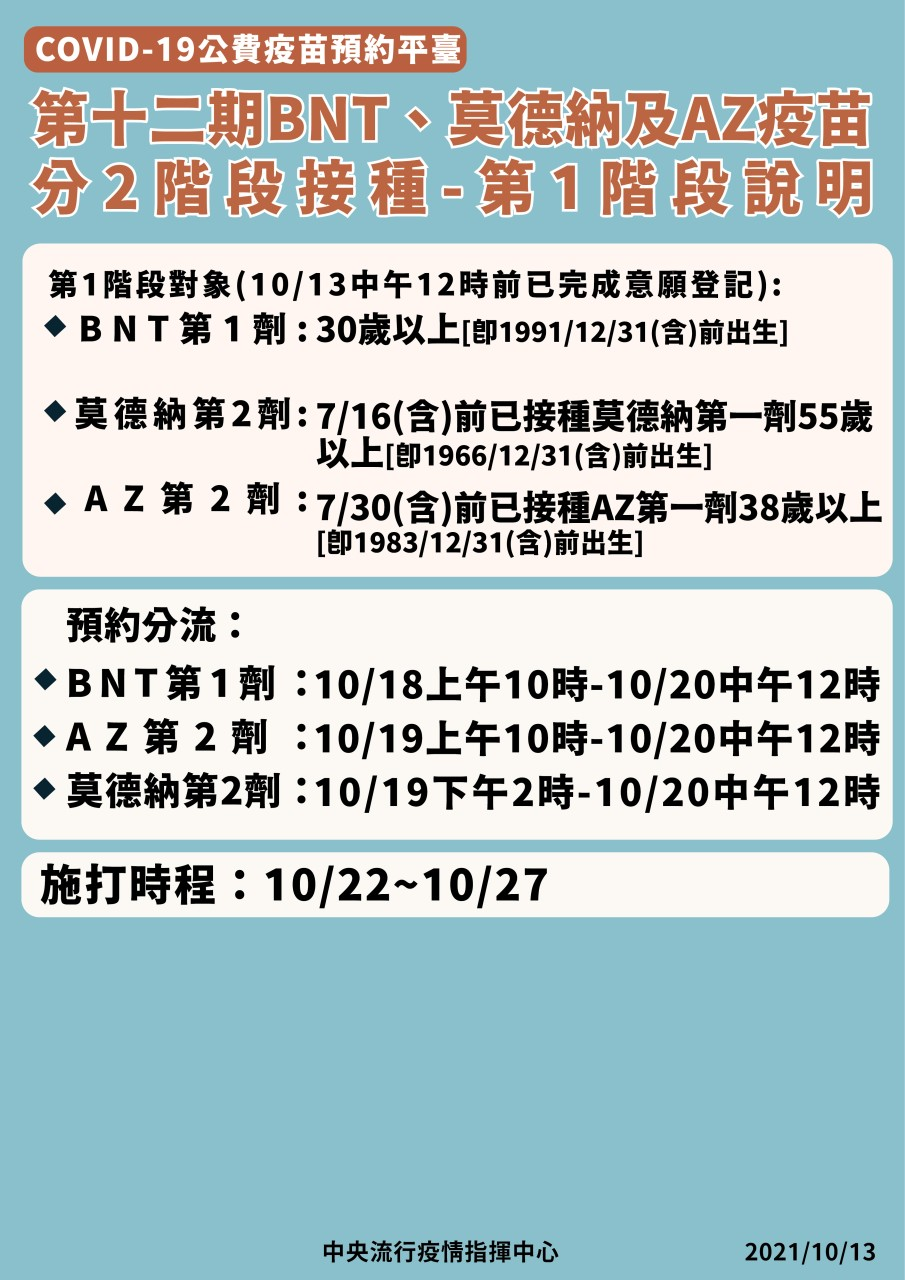 COVID-19公費疫苗預約平臺
第十二期BNT、莫德納及AZ疫苗
分2階段接種-第1階段說明
第1階段對象(10/13中午12時前已完成意願登記):
◆ BNT第1劑:30歲以上[卽1991/12/31(含)前出生]
◆ 莫德納第2劑:7/16(含)前已接種莫德納第一劑55歲
以上[卽1966/12/31(含)前出生]
◆ AZ第2劑:7/30(含)前已接種AZ第一劑38歲以上
[卽1983/12/31(含)前出生]
預約分流:
◆ BNT第1劑:10/18上午10時-10/20中午12時
◆ AZ第2劑:10/19上午10時-10/20中午12時
◆ 莫德納第2劑:10/19下午2時-10/20中午12時
施打時程:10/22~10/27
中央流行疫情指揮中心
2021/10/13